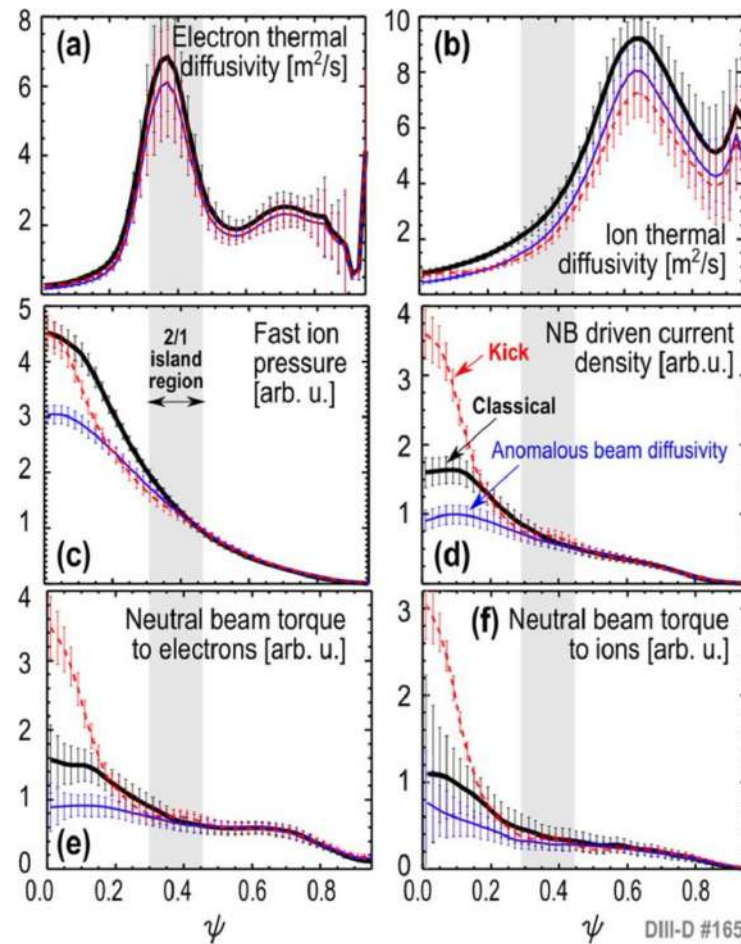 (a)
Electron thermal
diffusivity [m²/s]
8
6
4
2
(b)
10
8
6
4
2
Ion thermal
diffusivity [m²/s]
5
4
3
2
1
(c)
2/1
island
region
Fast ion
pressure
[arb. u.]
4
3
2
1
NB driven current
density [arb.u.]
Kick
Classical
Anomalous beam diffusivity
(d)
4
3
2
1
0
Neutral beam torque
to electrons [arb. u.]
(e)
0.0 0.2 0.4 0.6 0.8
ψ
3
2
1
0
(f) Neutral beam torque
to ions [arb. u.]
0.0 0.2 0.4 0.6 0.8
ψ
DIII-D #165